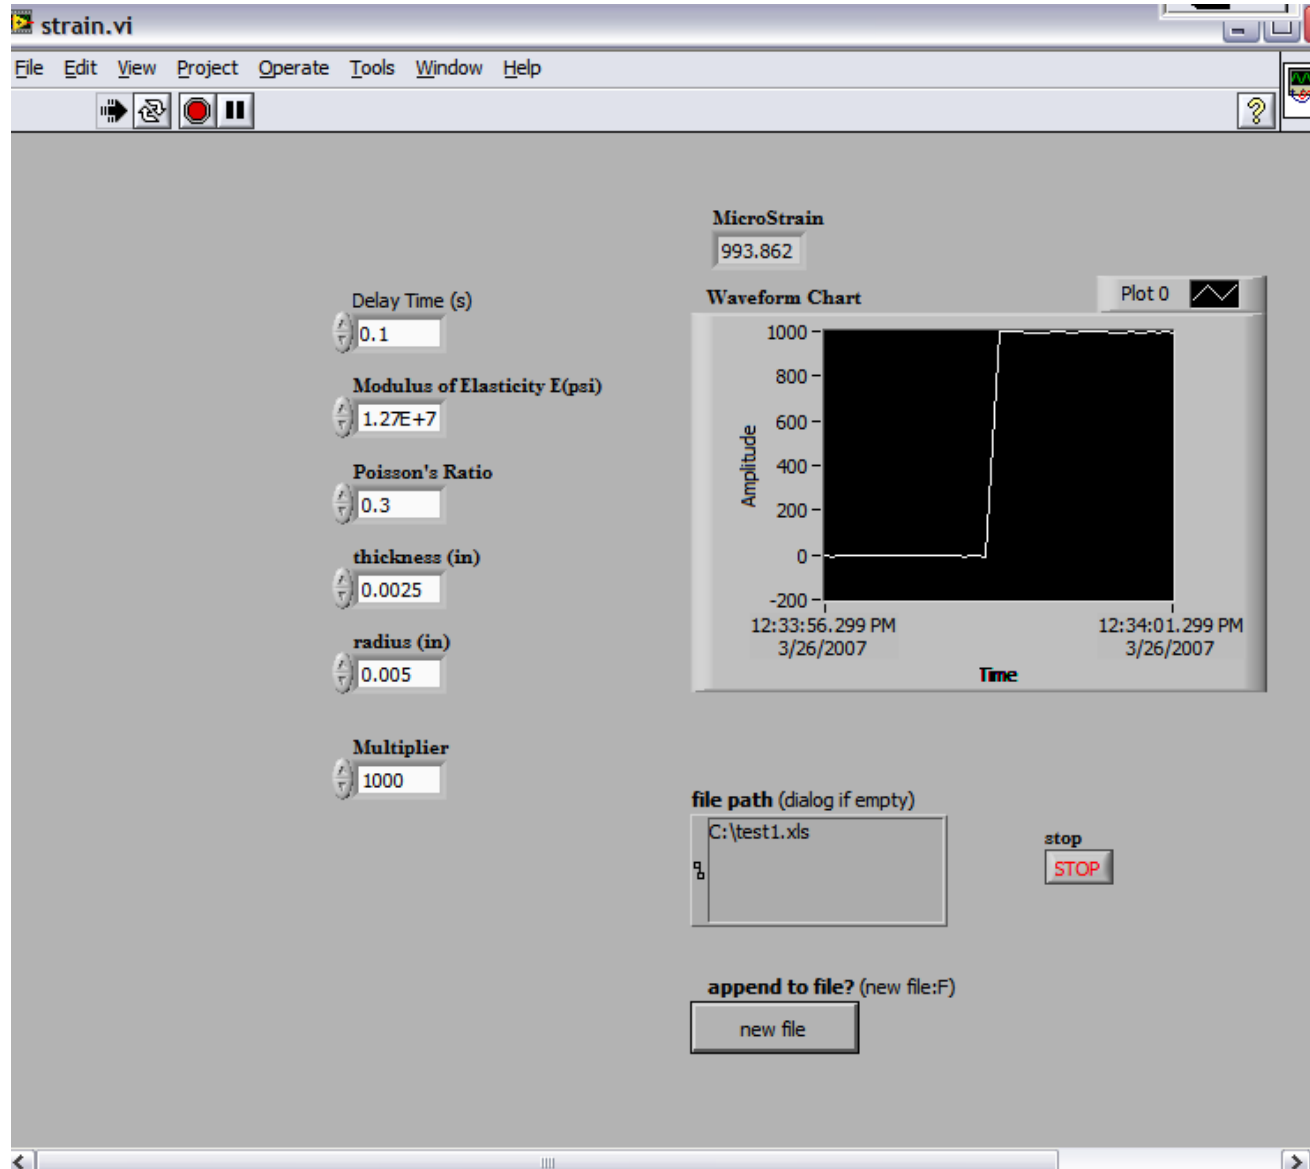 strain.vi
File Edit View Project Operate Tools Window Help
MicroStrain
993.862
Delay Time (s)
0.1
Modulus of Elasticity E(psi)
1.27E+7
Poisson's Ratio
0.3
thickness (in)
0.0025
radius (in)
0.005
Multiplier
1000
Waveform Chart
Plot 0
1000
800
600
400
200
0
-200
Amplitude
12:33:56.299 PM
3/26/2007
12:34:01.299 PM
3/26/2007
Time
file path (dialog if empty)
C:\test1.xls
stop
STOP
append to file? (new file:F)
new file